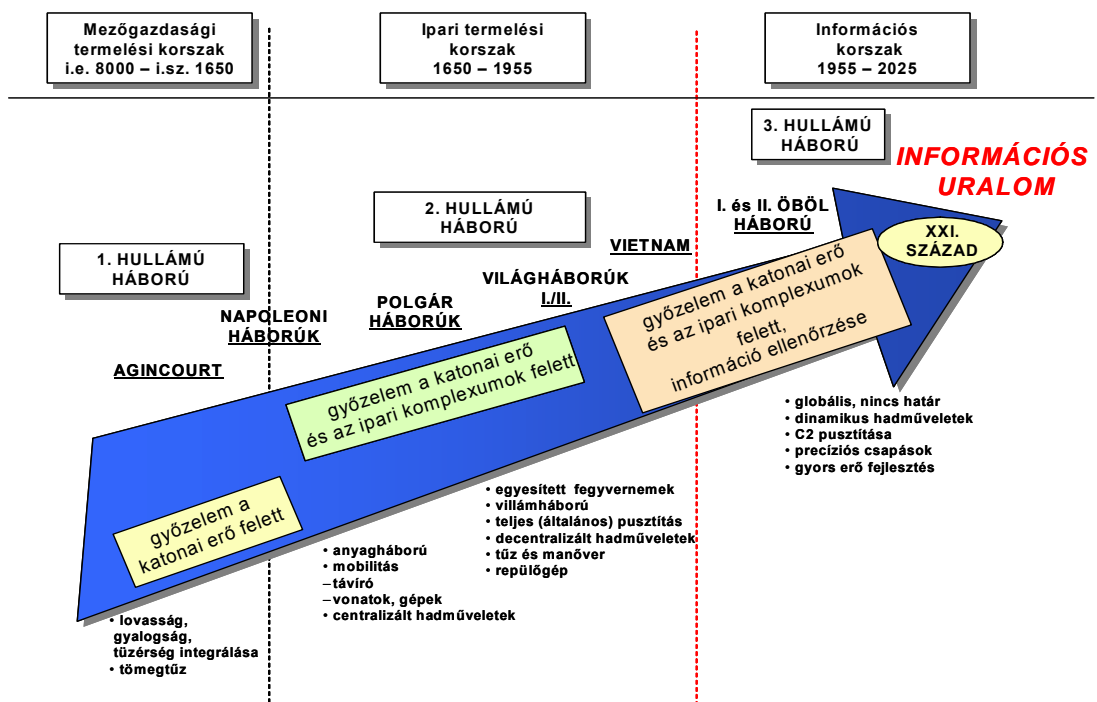 Mezőgazdasági
termelési korszak
i.e. 8000 – i.sz. 1650
Ipari termelési
korszak
1650 – 1955
Információs
korszak
1955 – 2025
3. HULLÁMÚ
HÁBORÚ
INFORMÁCIÓS
URALOM
2. HULLÁMÚ
HÁBORÚ
1. HULLÁMÚ
HÁBORÚ
I. és II. ÖBÖL
HÁBORÚ
XXI.
SZÁZAD
VIETNAM
VILÁGHÁBORÚK
I./II.
POLGÁR
HÁBORÚK
NAPOLEONI
HÁBORÚK
AGINCOURT
győzelem a katonai erő
és az ipari komplexumok
felett,
információ ellenőrzése
győzelem a katonai erő
és az ipari komplexumok felett
győzelem a
katonai erő felett
• globális, nincs határ
• dinamikus hadműveletek
• C2 pusztítása
• precíziós csapások
• gyors erő fejlesztés
• egyesített fegyvernemek
• villámháború
• teljes (általános) pusztítás
• decentralizált hadműveletek
• tűz és manőver
• repülőgép
• anyagháború
• mobilitás
–távíró
–vonatok, gépek
• centralizált hadműveletek
• lovasság,
gyalogság,
tüzérség integrálása
• tömegtűz